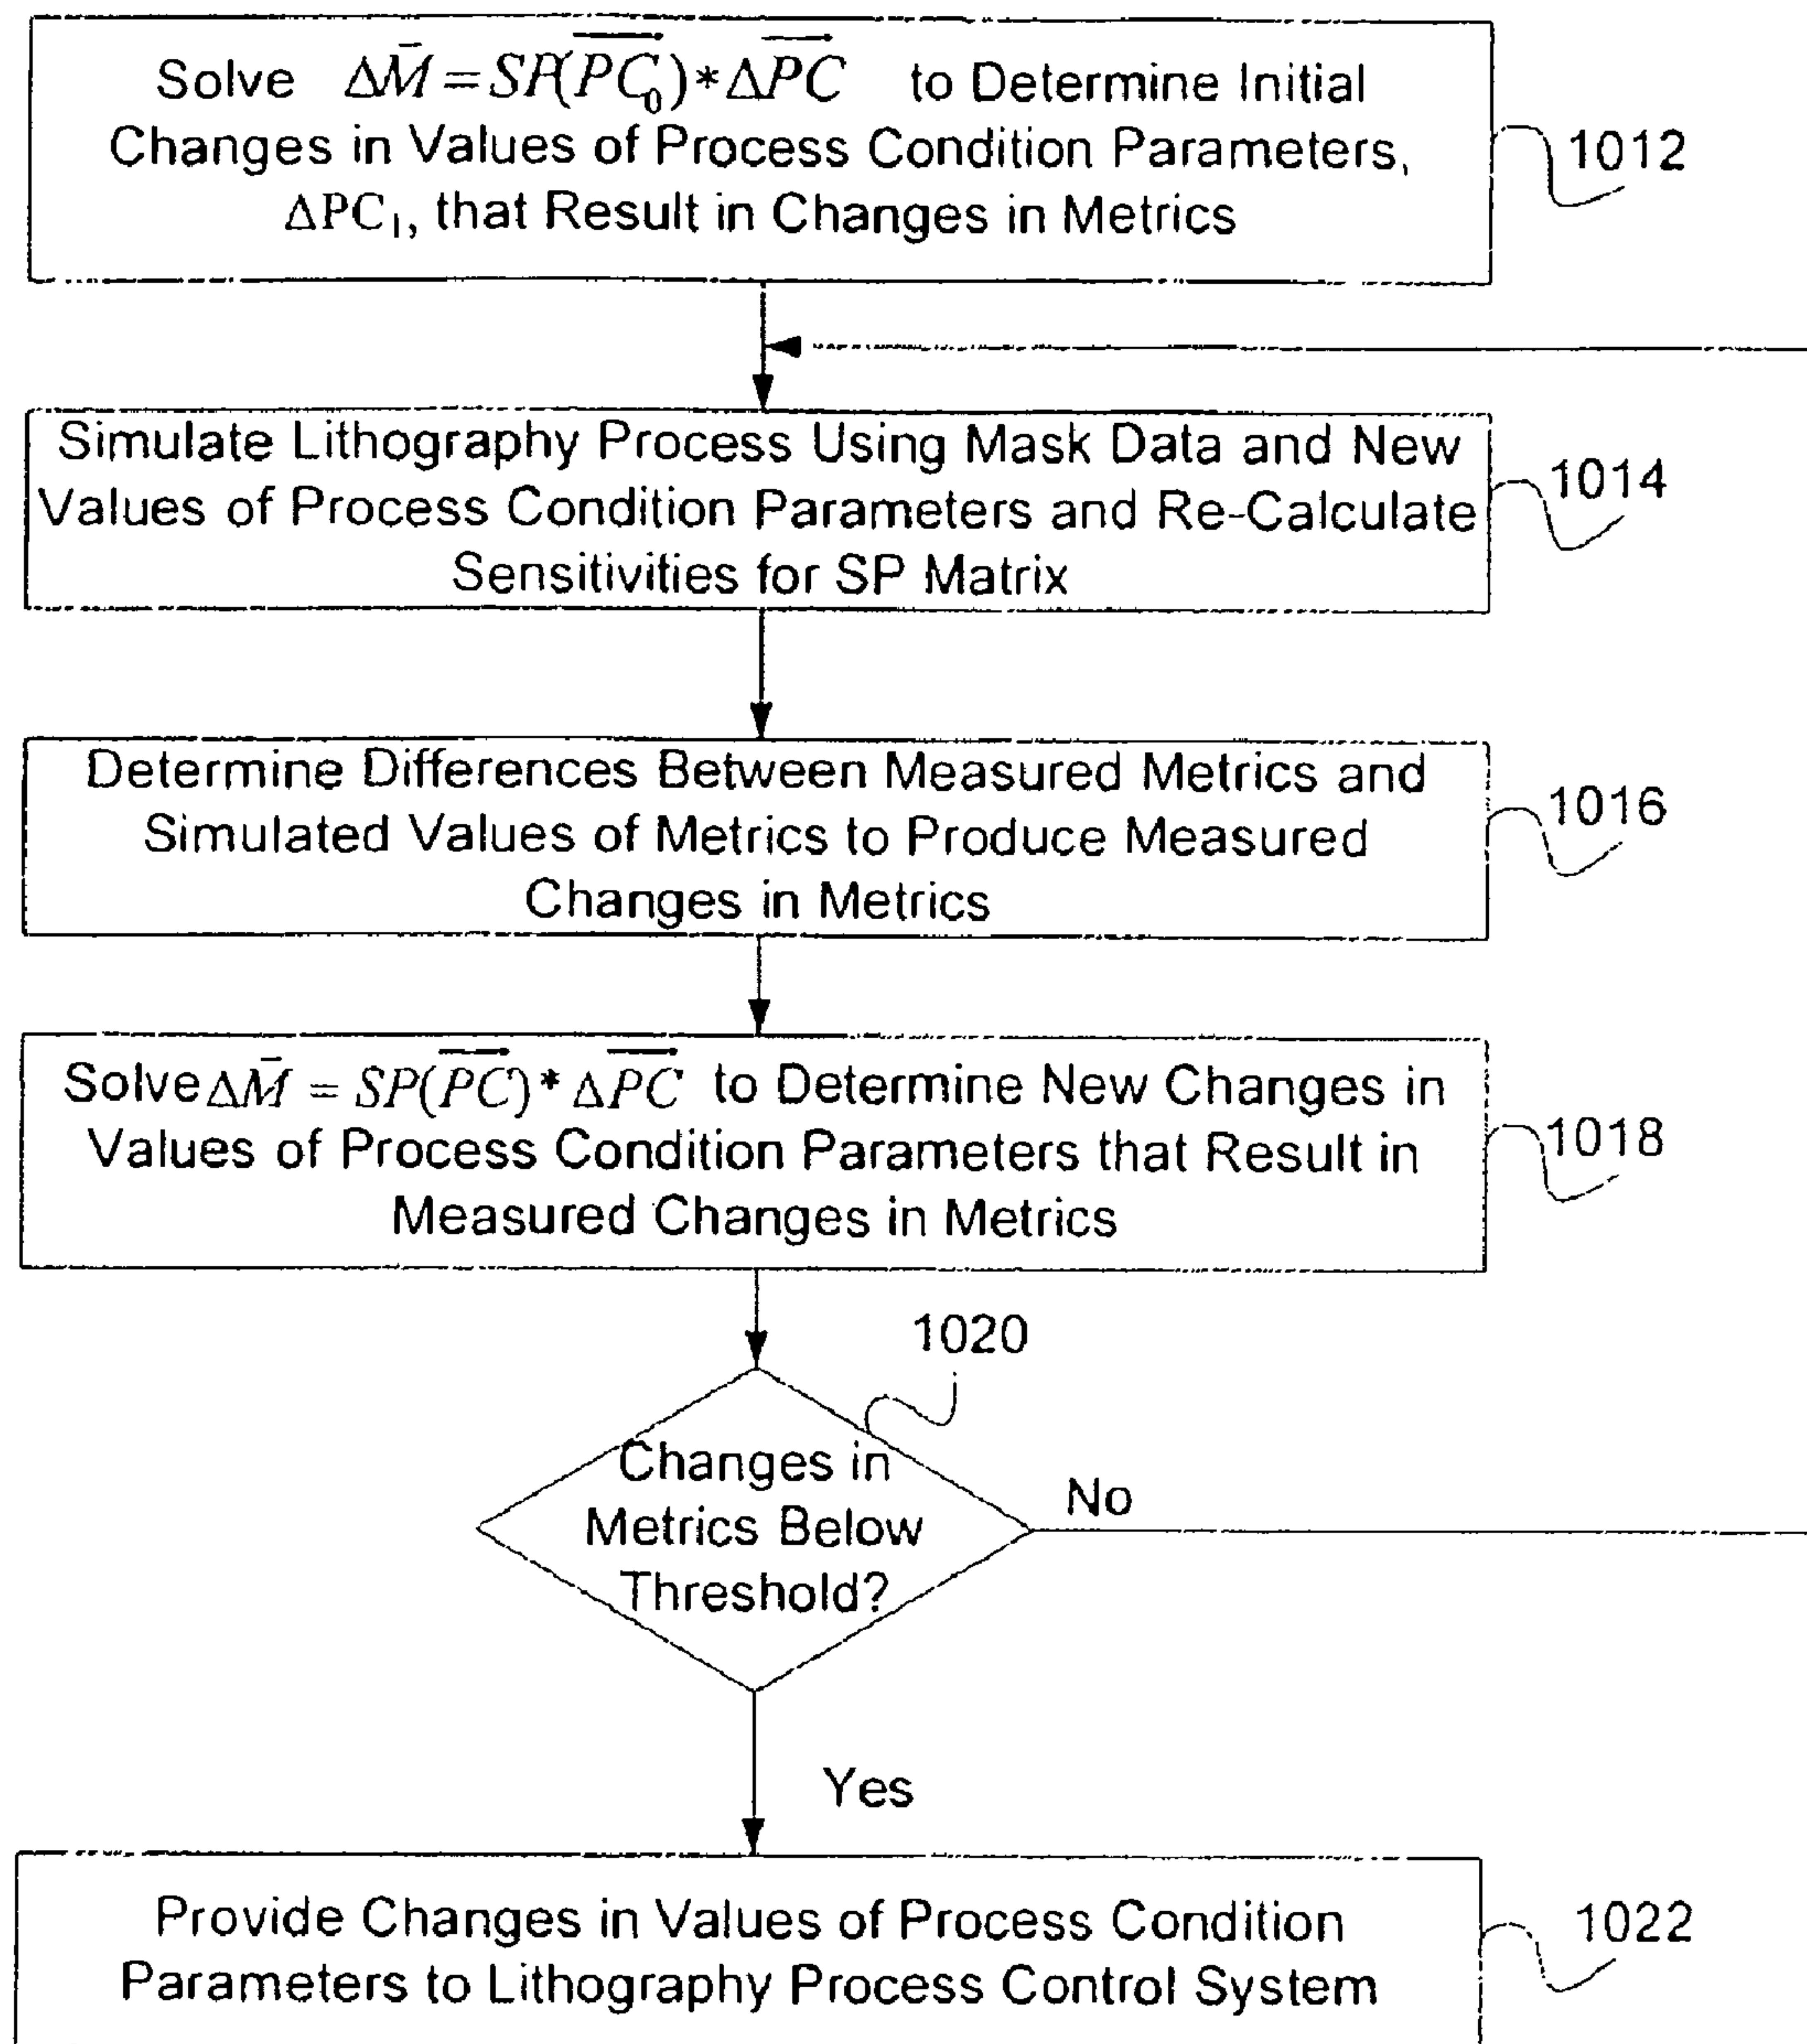 Solve ΔM̄ = SP(PC₀) * ΔPC to Determine Initial
Changes in Values of Process Condition Parameters,
ΔPC₁, that Result in Changes in Metrics
1012
Simulate Lithography Process Using Mask Data and New
Values of Process Condition Parameters and Re-Calculate
Sensitivities for SP Matrix
1014
Determine Differences Between Measured Metrics and
Simulated Values of Metrics to Produce Measured
Changes in Metrics
1016
Solve ΔM̄ = SP(PC) * ΔPC to Determine New Changes in
Values of Process Condition Parameters that Result in
Measured Changes in Metrics
1018
1020
Changes in
Metrics Below
Threshold?
No
Yes
Provide Changes in Values of Process Condition
Parameters to Lithography Process Control System
1022